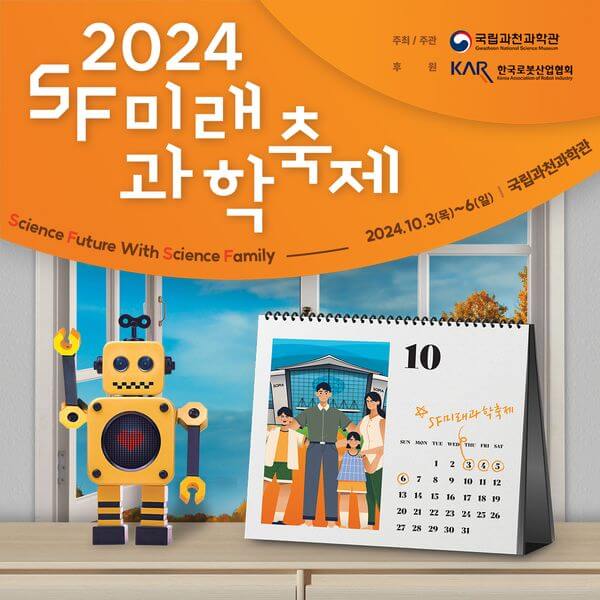 2024
SF미래
과학축제
주최 / 주관 국립과천과학관
Gwacheon National Science Museum
후 원 KAR 한국로봇산업협회
Korea Association of Robot Industry
2024.10.3(목)~6(일) | 국립과천과학관
Science Future With Science Family
10
☆SF미래과학축제
SUN MON TUE WED THU FRI SAT
1 2 3 4 5
6 7 8 9 10 11 12
13 14 15 16 17 18 19
20 21 22 23 24 25 26
27 28 29 30 31